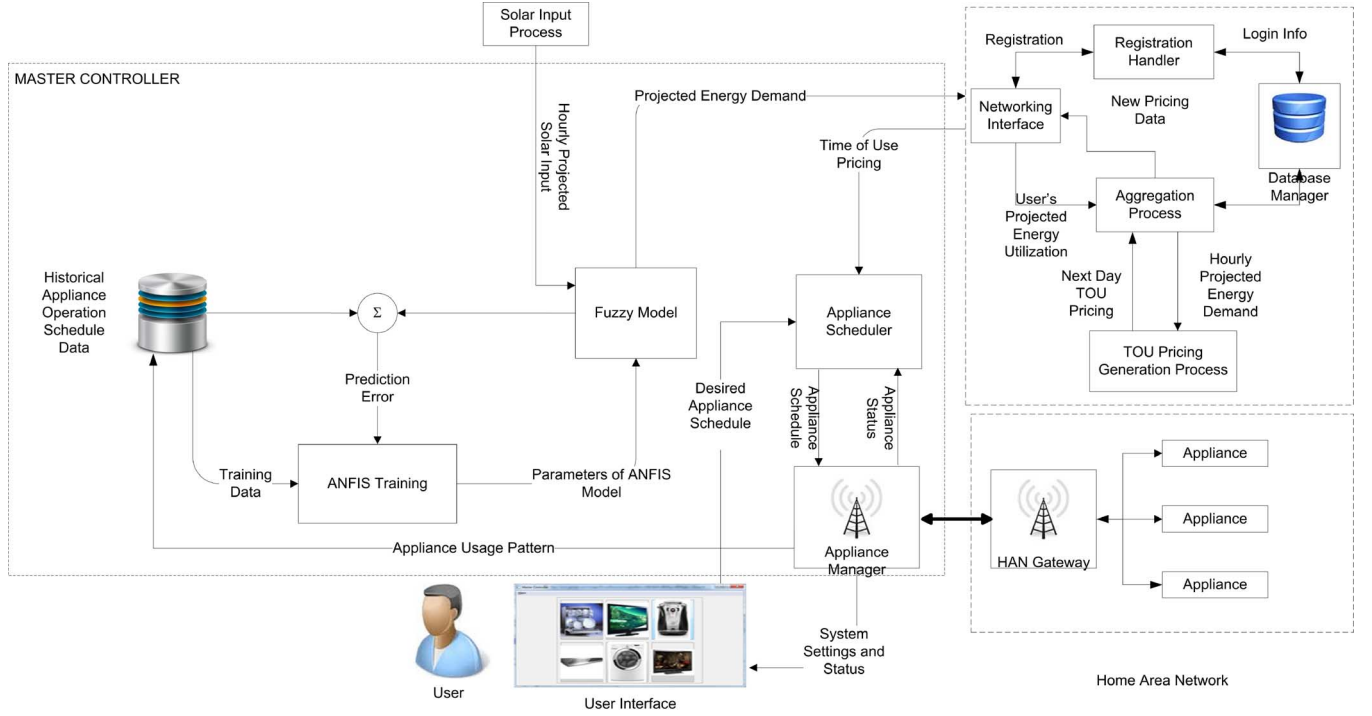 Solar Input
Process
MASTER CONTROLLER
Hourly Projected
Solar Input
Projected Energy Demand
Time of Use
Pricing
Historical
Appliance
Operation
Schedule
Data
Σ
Fuzzy Model
Appliance
Scheduler
Prediction
Error
Desired
Appliance
Schedule
Appliance
Schedule
Appliance
Status
Training
Data
ANFIS Training
Parameters of ANFIS
Model
Appliance Usage Pattern
Appliance
Manager
User
User Interface
System
Settings and
Status
Registration
Registration
Handler
Login Info
Networking
Interface
New Pricing
Data
Database
Manager
User's
Projected
Energy
Utilization
Aggregation
Process
Next Day
TOU
Pricing
Hourly
Projected
Energy
Demand
TOU Pricing
Generation Process
HAN Gateway
Appliance
Appliance
Appliance
Home Area Network